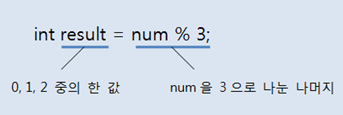 int result = num % 3;
0, 1, 2 중의 한 값
num 을 3 으로 나눈 나머지